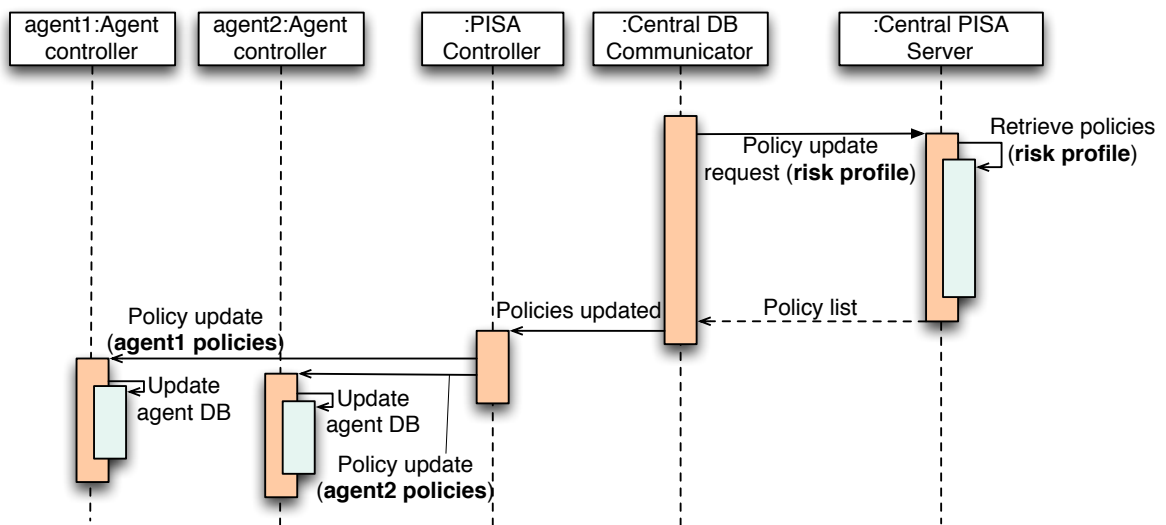 agent1:Agent
controller
agent2:Agent
controller
:PISA
Controller
:Central DB
Communicator
:Central PISA
Server
Retrieve policies
(risk profile)
Policy update
request (risk profile)
Policy list
Policies updated
Policy update
(agent1 policies)
Update
agent DB
Update
agent DB
Policy update
(agent2 policies)